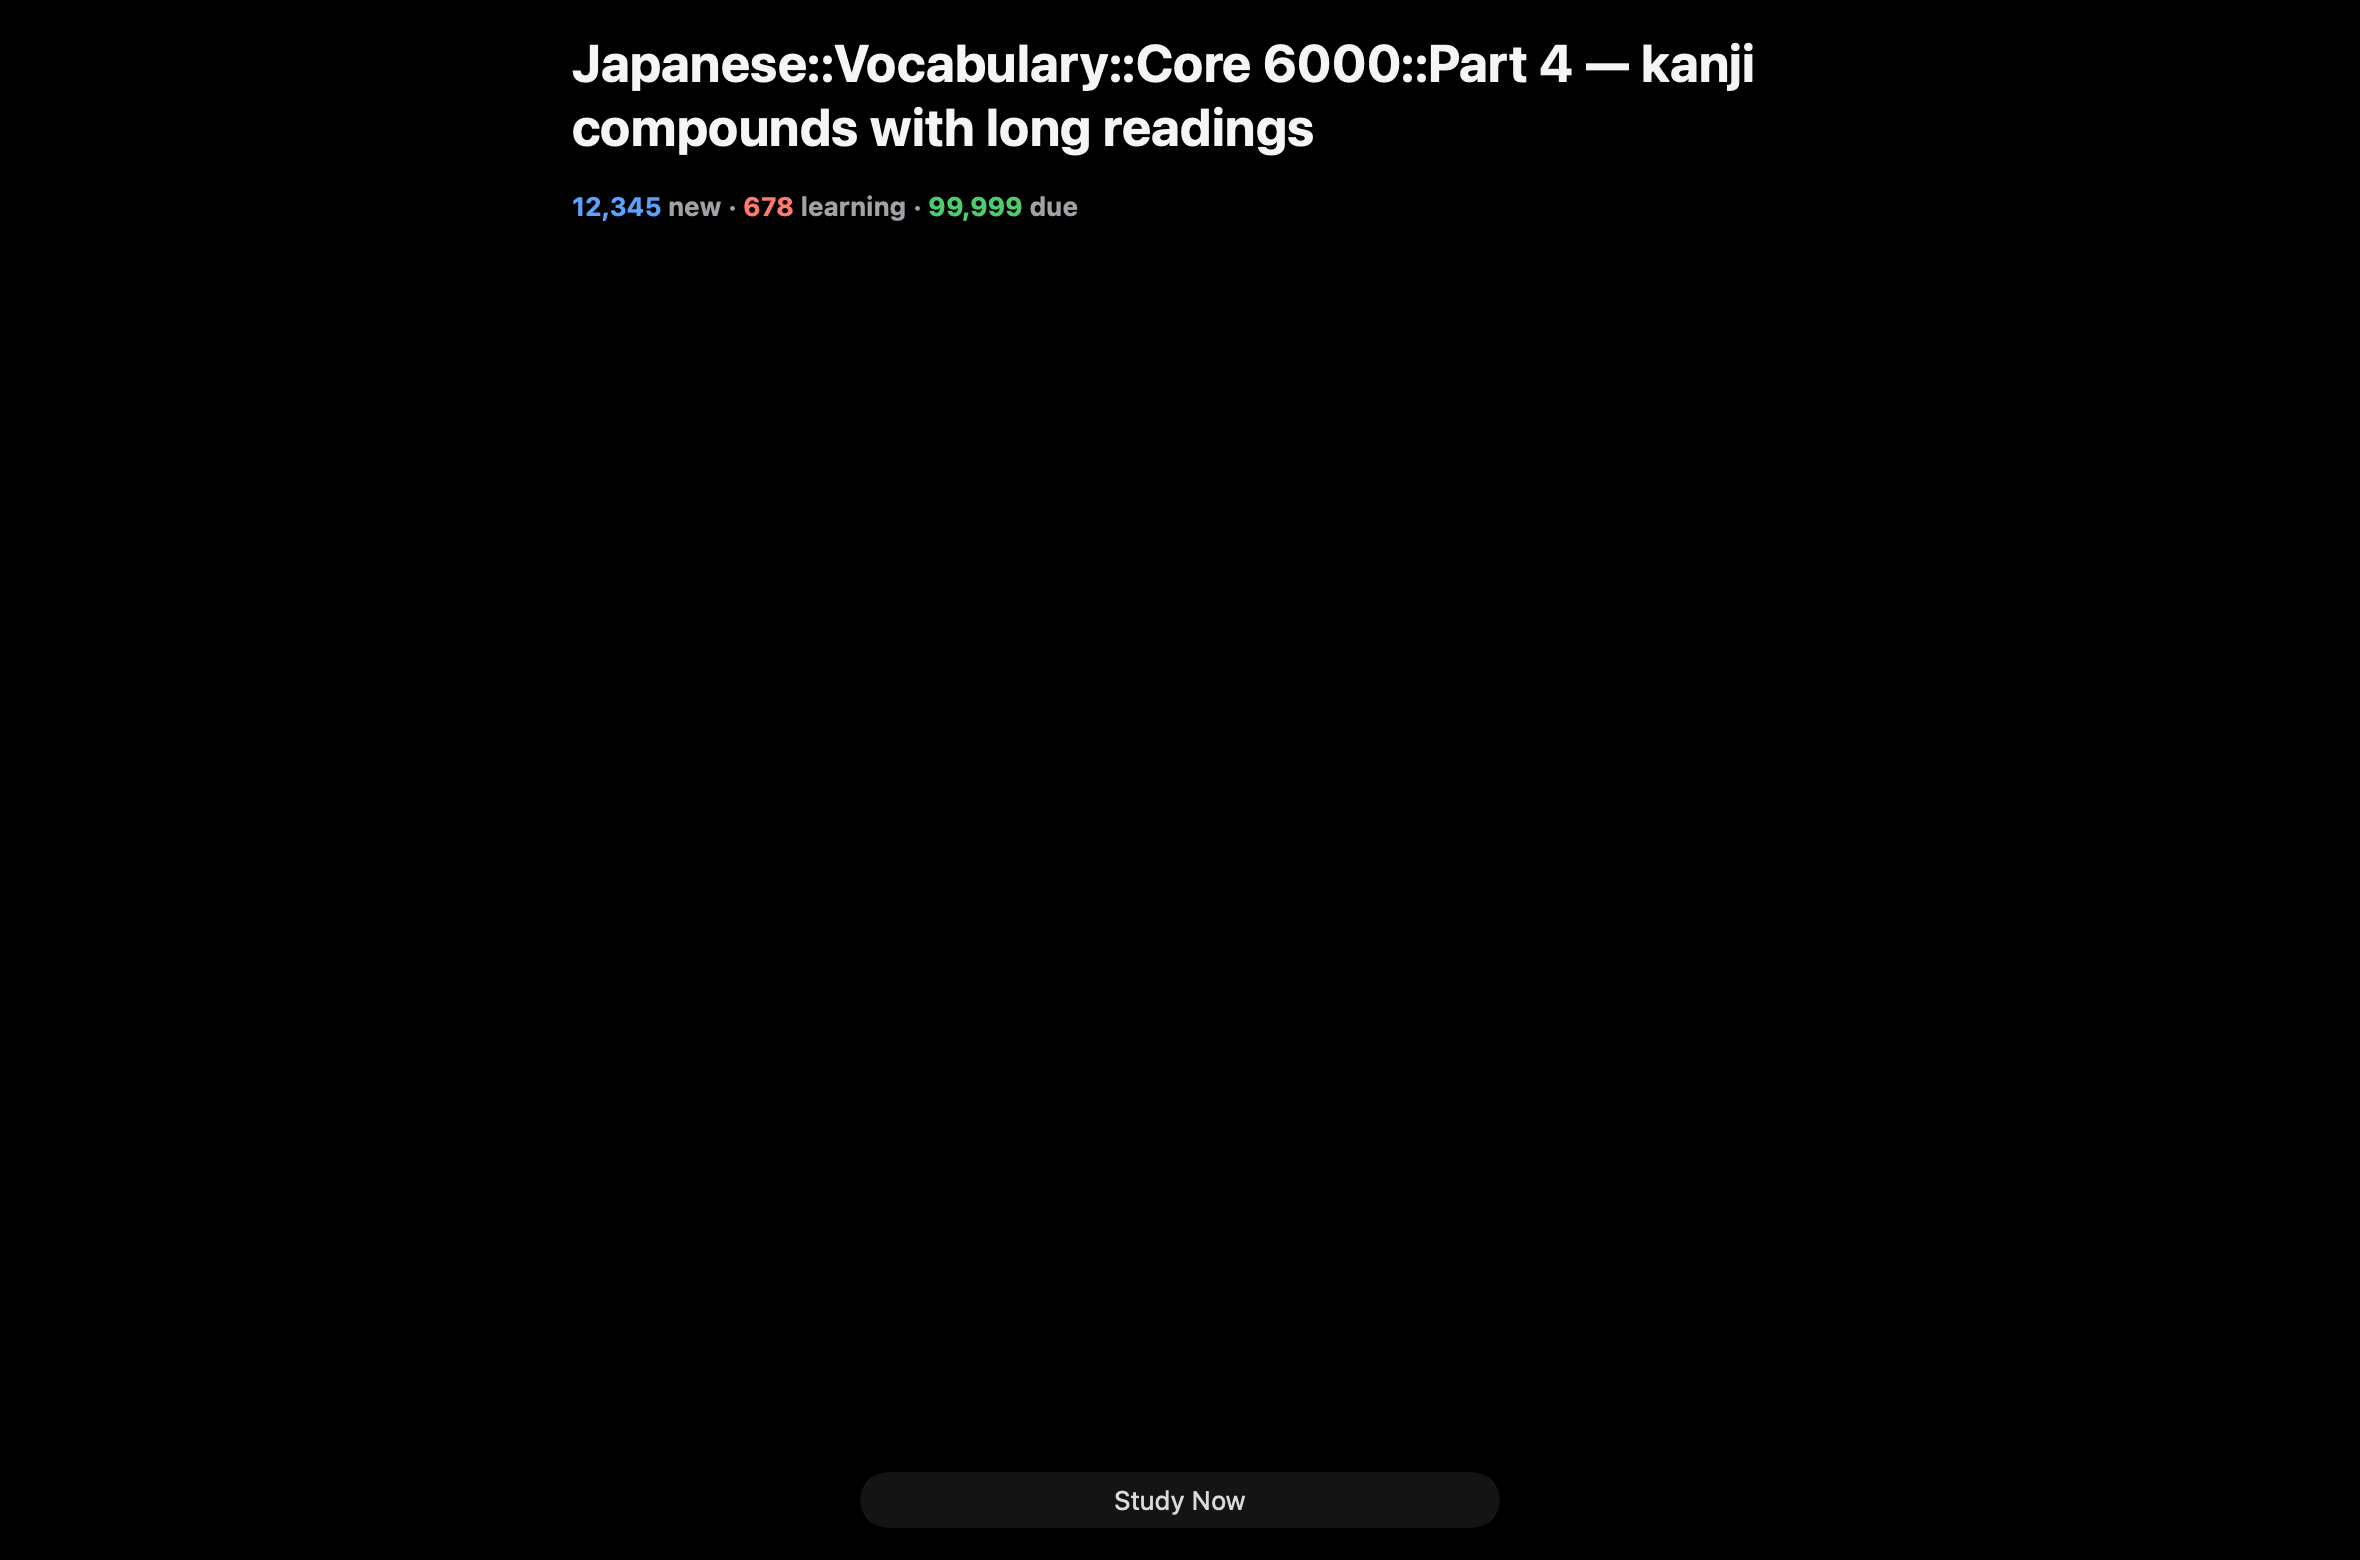 Japanese::Vocabulary::Core 6000::Part 4 — kanji
compounds with long readings
12,345 new · 678 learning · 99,999 due
Study Now